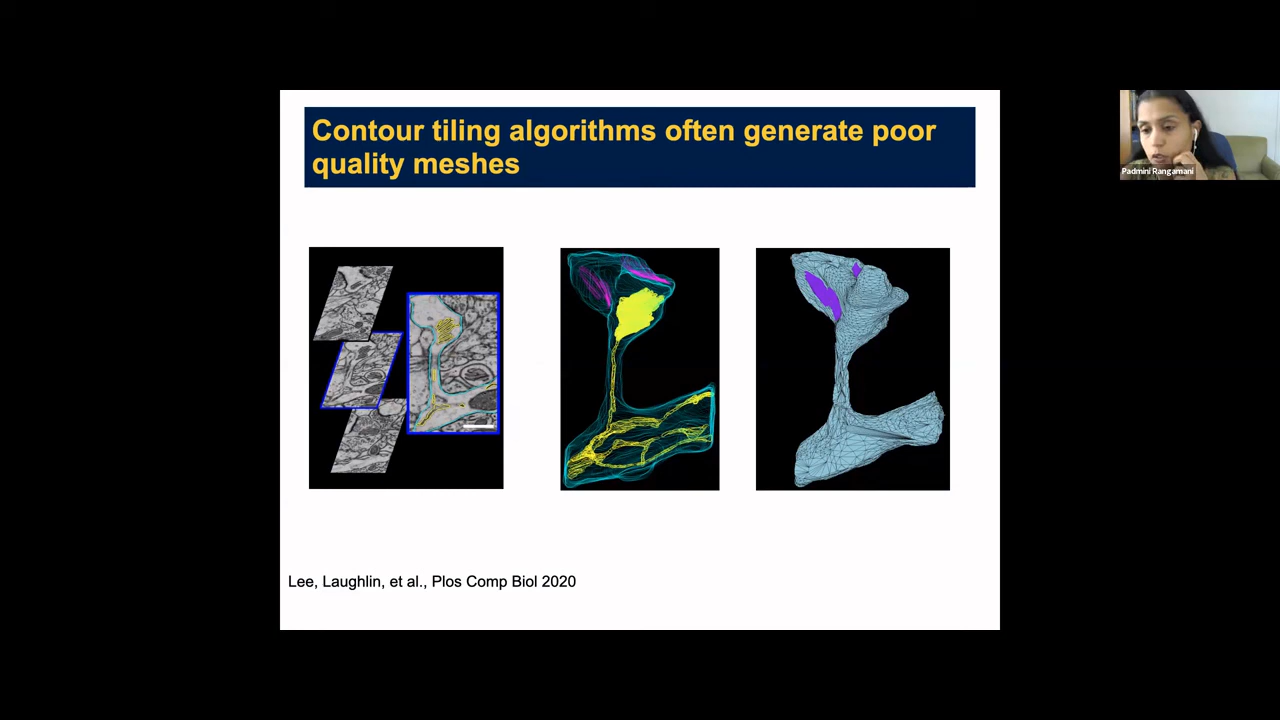 Contour tiling algorithms often generate poor
quality meshes
Padmini Rangamani
Lee, Laughlin, et al., Plos Comp Biol 2020